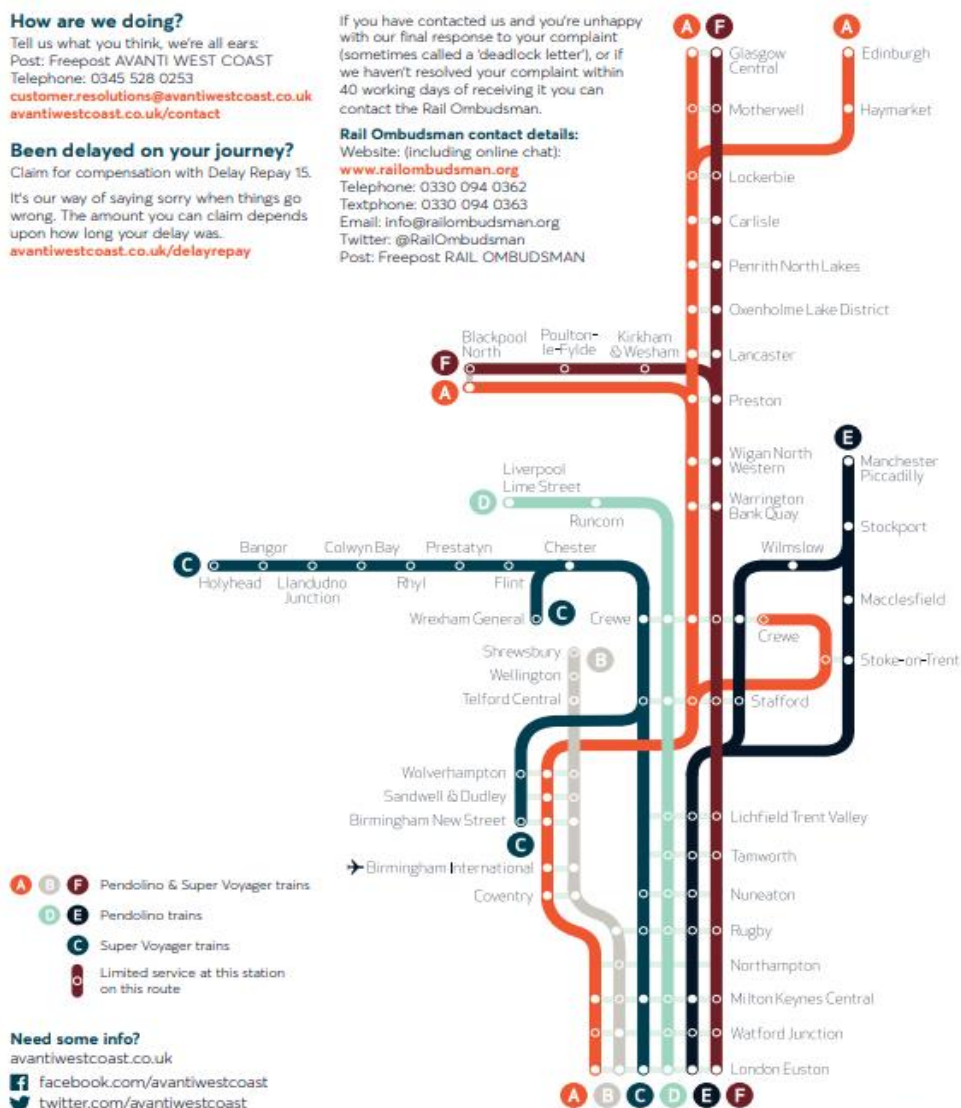 How are we doing?
Tell us what you think, we're all ears:
Post: Freepost AVANTI WEST COAST
Telephone: 0345 528 0253
customer.resolutions@avantiwestcoast.co.uk
avantiwestcoast.co.uk/contact
Been delayed on your journey?
Claim for compensation with Delay Repay 15.
It's our way of saying sorry when things go
wrong. The amount you can claim depends
upon how long your delay was.
avantiwestcoast.co.uk/delayrepay
If you have contacted us and you're unhappy
with our final response to your complaint
(sometimes called a 'deadlock letter'), or if
we haven't resolved your complaint within
40 working days of receiving it you can
contact the Rail Ombudsman.
Rail Ombudsman contact details:
Website: (including online chat):
www.railombudsman.org
Telephone: 0330 094 0362
Textphone: 0330 094 0363
Email: info@railombudsman.org
Twitter: @RailOmbudsman
Post: Freepost RAIL OMBUDSMAN
A F A
Glasgow
Central
Edinburgh
Motherwell
Haymarket
Lockerbie
Carlisle
Penrith North Lakes
Oxenholme Lake District
Blackpool
North
Poulton-
le-Fylde
Kirkham
& Wesham
Lancaster
F
A
Preston
E
Wigan North
Western
Manchester
Piccadilly
Liverpool
Lime Street
D
Runcorn
Warrington
Bank Quay
Stockport
C
Bangor
Colwyn Bay
Prestatyn
Chester
Wilmslow
Holyhead
Llandudno
Junction
Rhyl
Flint
Macclesfield
Wrexham General
C
Crewe
Crewe
Shrewsbury
B
Stoke-on-Trent
Wellington
Telford Central
Stafford
Wolverhampton
Sandwell & Dudley
Birmingham New Street
Lichfield Trent Valley
C
Tamworth
Birmingham International
Coventry
Nuneaton
Rugby
Northampton
Milton Keynes Central
Watford Junction
London Euston
A B C D E F
A B F Pendolino & Super Voyager trains
D E Pendolino trains
C Super Voyager trains
Limited service at this station
on this route
Need some info?
avantiwestcoast.co.uk
facebook.com/avantiwestcoast
twitter.com/avantiwestcoast